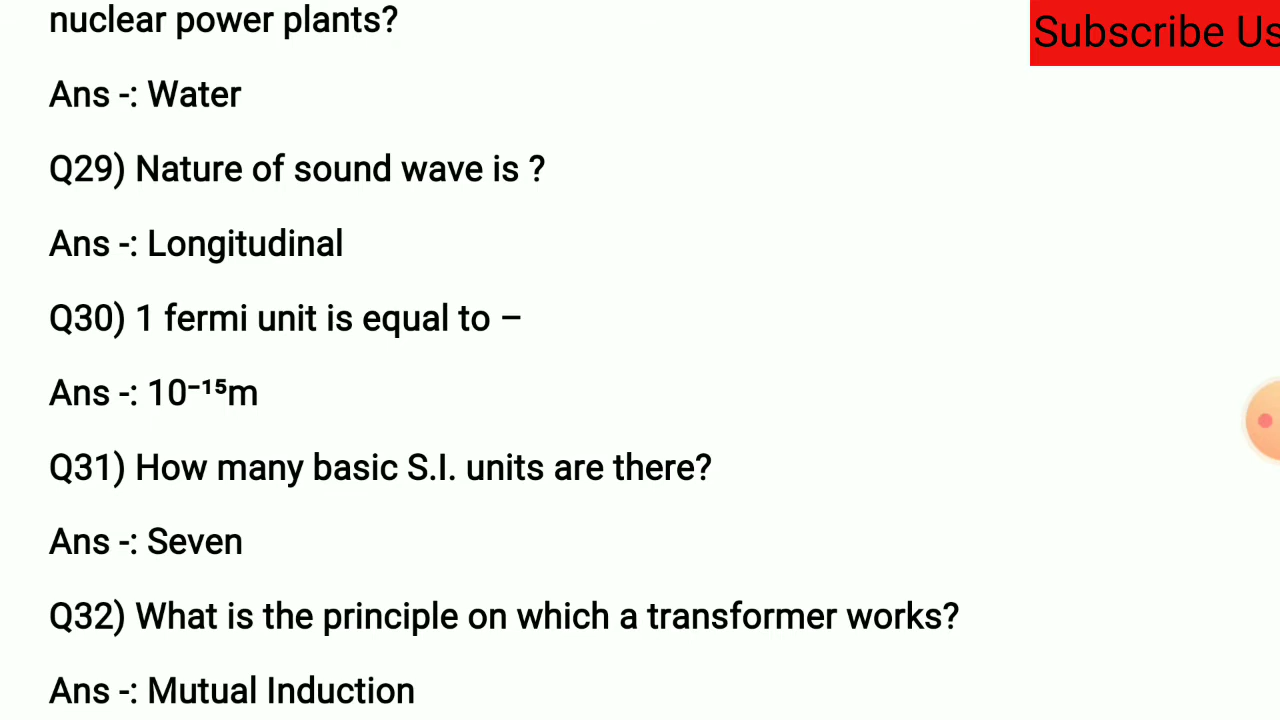 nuclear power plants?
Subscribe Us
Ans -: Water
Q29) Nature of sound wave is ?
Ans -: Longitudinal
Q30) 1 fermi unit is equal to –
Ans -: 10⁻¹⁵m
Q31) How many basic S.I. units are there?
Ans -: Seven
Q32) What is the principle on which a transformer works?
Ans -: Mutual Induction